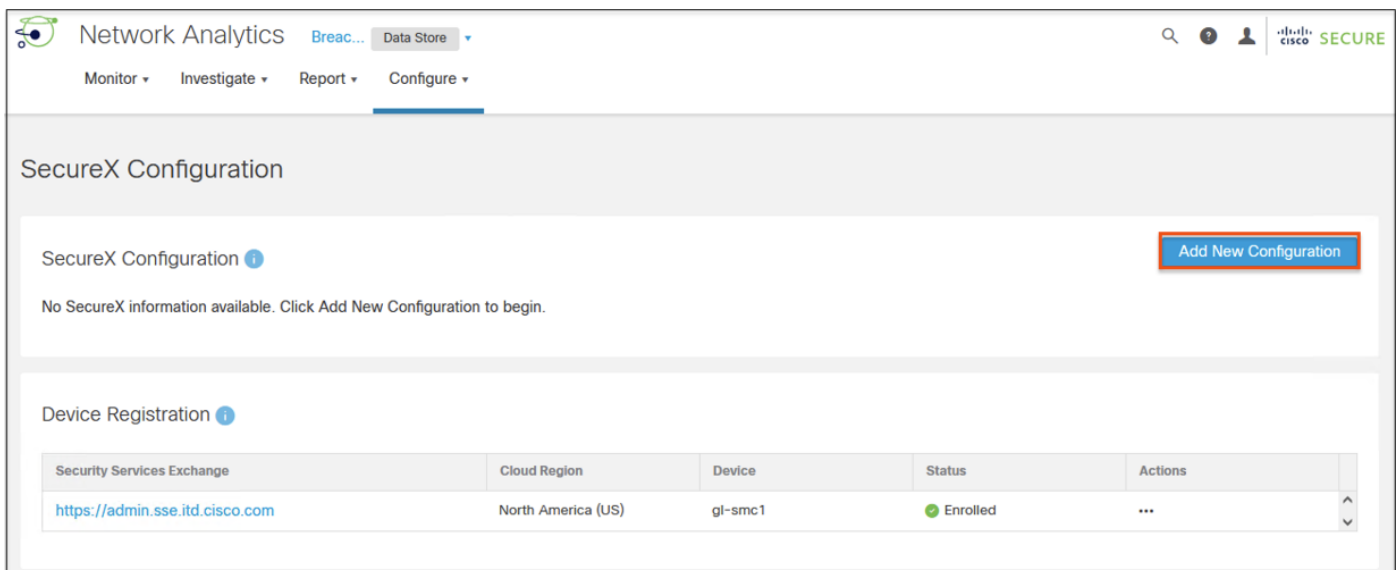 Network Analytics Breac... Data Store
cisco SECURE
Monitor Investigate Report Configure
SecureX Configuration
SecureX Configuration i
Add New Configuration
No SecureX information available. Click Add New Configuration to begin.
Device Registration i
Security Services Exchange Cloud Region Device Status Actions
https://admin.sse.itd.cisco.com North America (US) gl-smc1 Enrolled ...